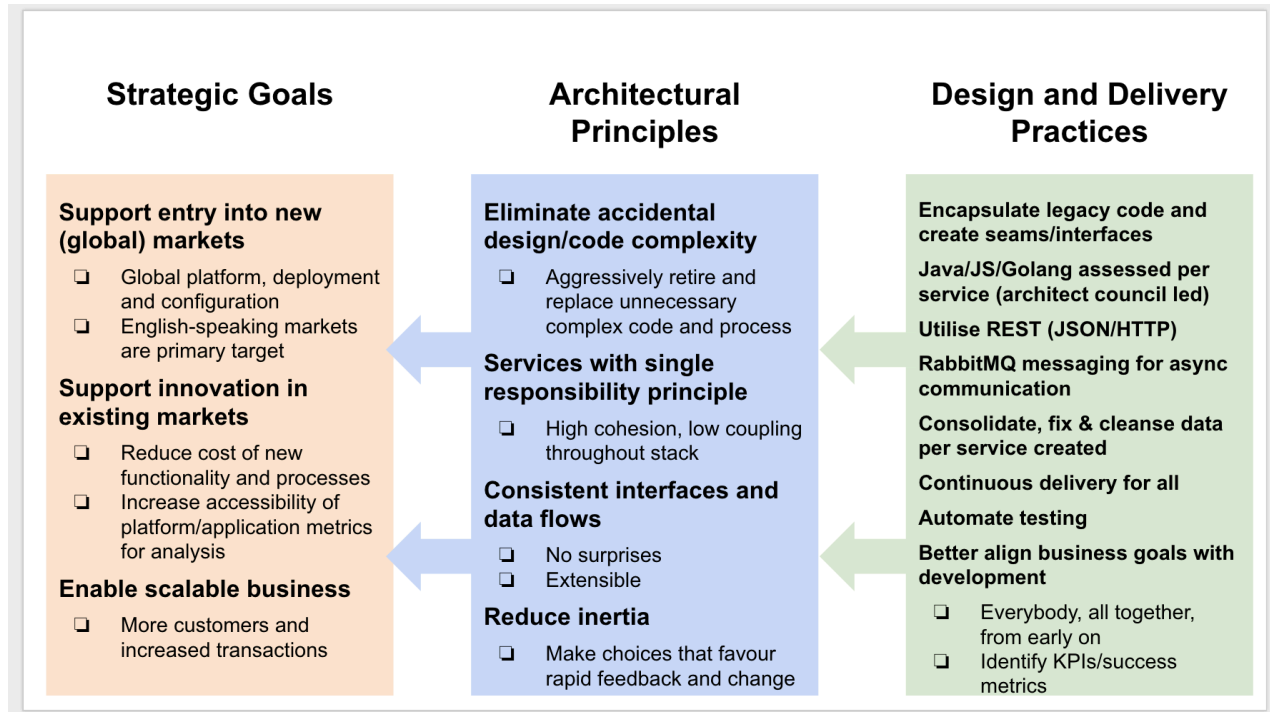 Strategic Goals
Support entry into new
(global) markets
❏ Global platform, deployment
and configuration
❏ English-speaking markets
are primary target
Support innovation in
existing markets
❏ Reduce cost of new
functionality and processes
❏ Increase accessibility of
platform/application metrics
for analysis
Enable scalable business
❏ More customers and
increased transactions
Architectural
Principles
Eliminate accidental
design/code complexity
❏ Aggressively retire and
replace unnecessary
complex code and process
Services with single
responsibility principle
❏ High cohesion, low coupling
throughout stack
Consistent interfaces and
data flows
❏ No surprises
❏ Extensible
Reduce inertia
❏ Make choices that favour
rapid feedback and change
Design and Delivery
Practices
Encapsulate legacy code and
create seams/interfaces
Java/JS/Golang assessed per
service (architect council led)
Utilise REST (JSON/HTTP)
RabbitMQ messaging for async
communication
Consolidate, fix & cleanse data
per service created
Continuous delivery for all
Automate testing
Better align business goals with
development
❏ Everybody, all together,
from early on
❏ Identify KPIs/success
metrics